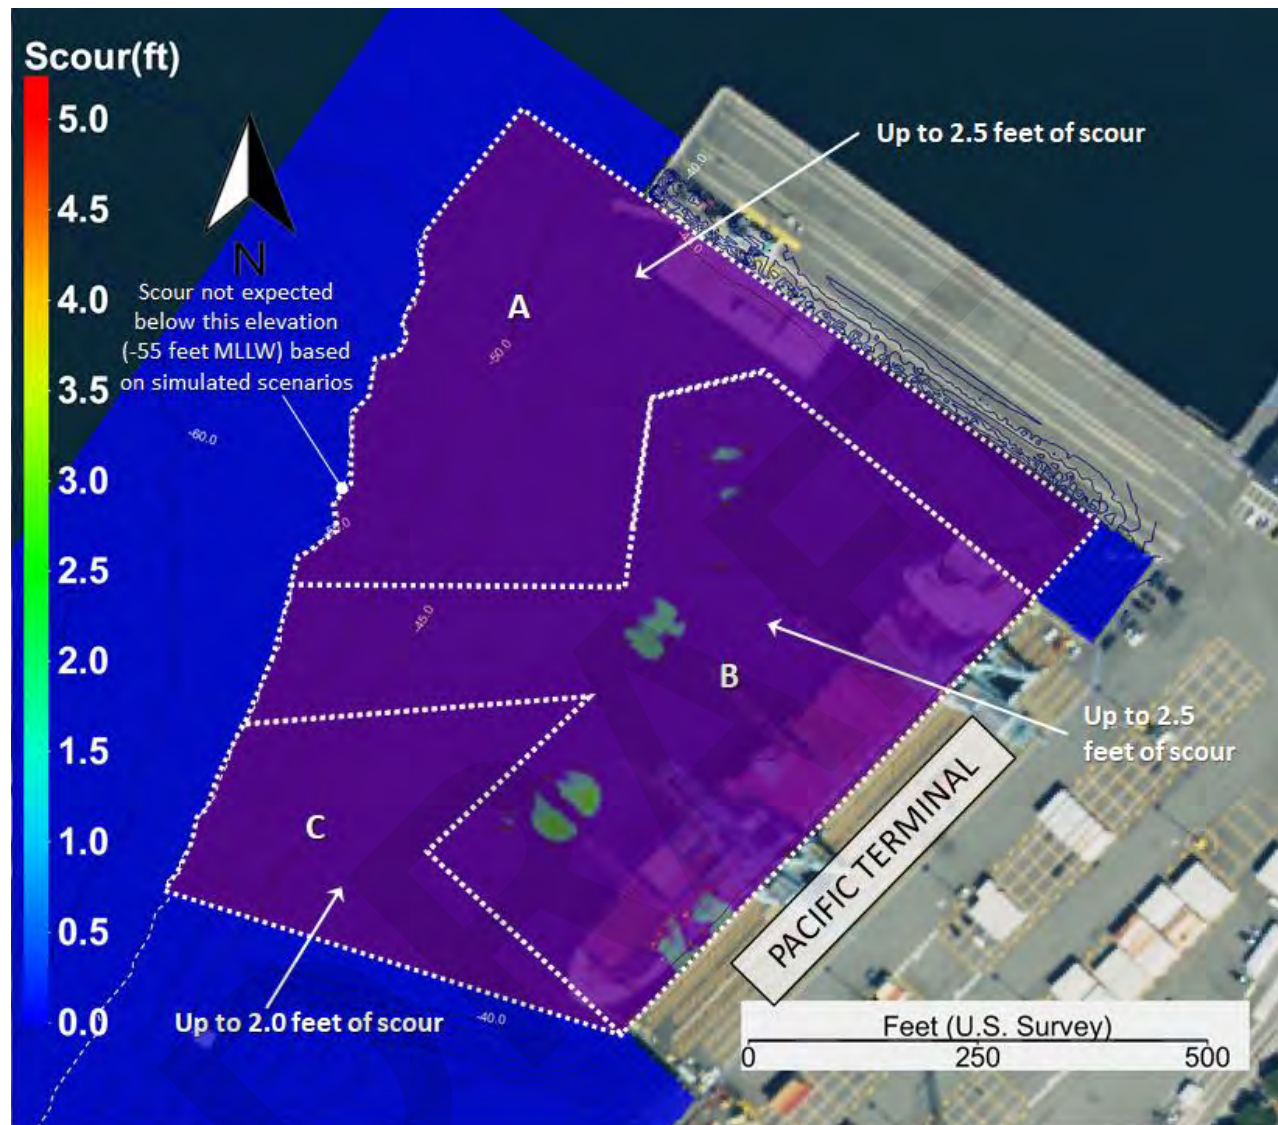 Scour(ft)
5.0
4.5
4.0
3.5
3.0
2.5
2.0
1.5
1.0
0.5
0.0
N
Scour not expected
below this elevation
(-55 feet MLLW) based
on simulated scenarios
Up to 2.5 feet of scour
-40.0
A
-50.0
-60.0
-45.0
B
Up to 2.5
feet of scour
C
Up to 2.0 feet of scour
-40.0
PACIFIC TERMINAL
Feet (U.S. Survey)
0 250 500
DRAFT